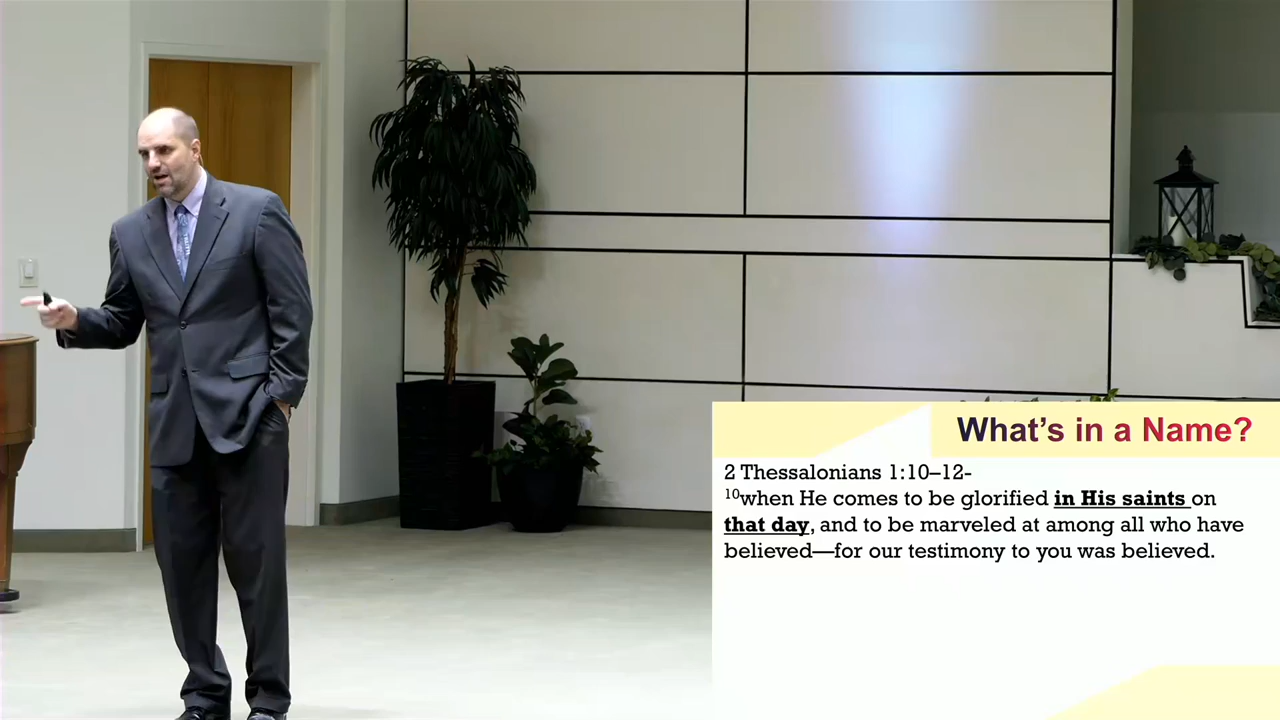 What's in a Name?
2 Thessalonians 1:10–12-
10when He comes to be glorified in His saints on
that day, and to be marveled at among all who have
believed—for our testimony to you was believed.